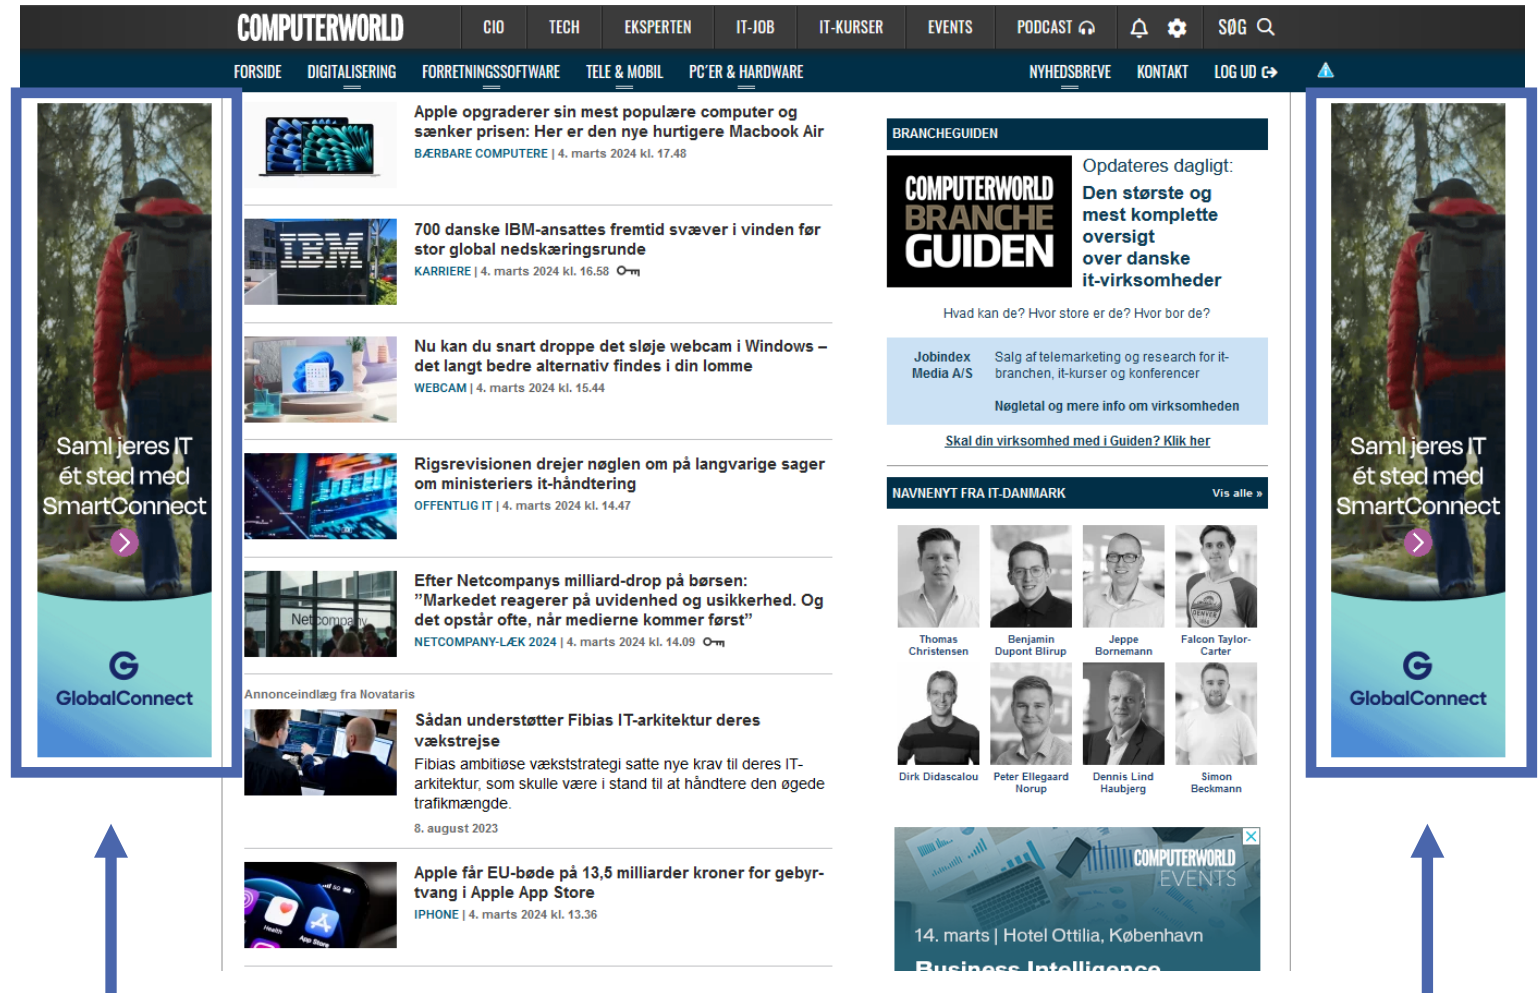 COMPUTERWORLD CIO TECH EKSPERTEN IT-JOB IT-KURSER EVENTS PODCAST SØG
FORSIDE DIGITALISERING FORRETNINGSSOFTWARE TELE & MOBIL PC´ER & HARDWARE NYHEDSBREVE KONTAKT LOG UD
Saml jeres IT
ét sted med
SmartConnect
GlobalConnect
Apple opgraderer sin mest populære computer og
sænker prisen: Her er den nye hurtigere Macbook Air
BÆRBARE COMPUTERE | 4. marts 2024 kl. 17.48
IBM
700 danske IBM-ansattes fremtid svæver i vinden før
stor global nedskæringsrunde
KARRIERE | 4. marts 2024 kl. 16.58
Nu kan du snart droppe det sløje webcam i Windows –
det langt bedre alternativ findes i din lomme
WEBCAM | 4. marts 2024 kl. 15.44
Rigsrevisionen drejer nøglen om på langvarige sager
om ministeriers it-håndtering
OFFENTLIG IT | 4. marts 2024 kl. 14.47
Netcompany
Efter Netcompanys milliard-drop på børsen:
”Markedet reagerer på uvidenhed og usikkerhed. Og
det opstår ofte, når medierne kommer først”
NETCOMPANY-LÆK 2024 | 4. marts 2024 kl. 14.09
Annonceindlæg fra Novataris
Sådan understøtter Fibias IT-arkitektur deres
vækstrejse
Fibias ambitiøse vækststrategi satte nye krav til deres IT-
arkitektur, som skulle være i stand til at håndtere den øgede
trafikmængde.
8. august 2023
Health
App Store
Apple får EU-bøde på 13,5 milliarder kroner for gebyr-
tvang i Apple App Store
IPHONE | 4. marts 2024 kl. 13.36
BRANCHEGUIDEN
COMPUTERWORLD
BRANCHE
GUIDEN
Opdateres dagligt:
Den største og
mest komplette
oversigt
over danske
it-virksomheder
Hvad kan de? Hvor store er de? Hvor bor de?
Jobindex
Media A/S
Salg af telemarketing og research for it-
branchen, it-kurser og konferencer
Nøgletal og mere info om virksomheden
Skal din virksomhed med i Guiden? Klik her
NAVNENYT FRA IT-DANMARK Vis alle »
Thomas
Christensen
Benjamin
Dupont Blirup
Jeppe
Bornemann
Falcon Taylor-
Carter
Dirk Didascalou
Peter Ellegaard
Norup
Dennis Lind
Haubjerg
Simon
Beckmann
COMPUTERWORLD
EVENTS
14. marts | Hotel Ottilia, København
Business Intelligence
Saml jeres IT
ét sted med
SmartConnect
GlobalConnect